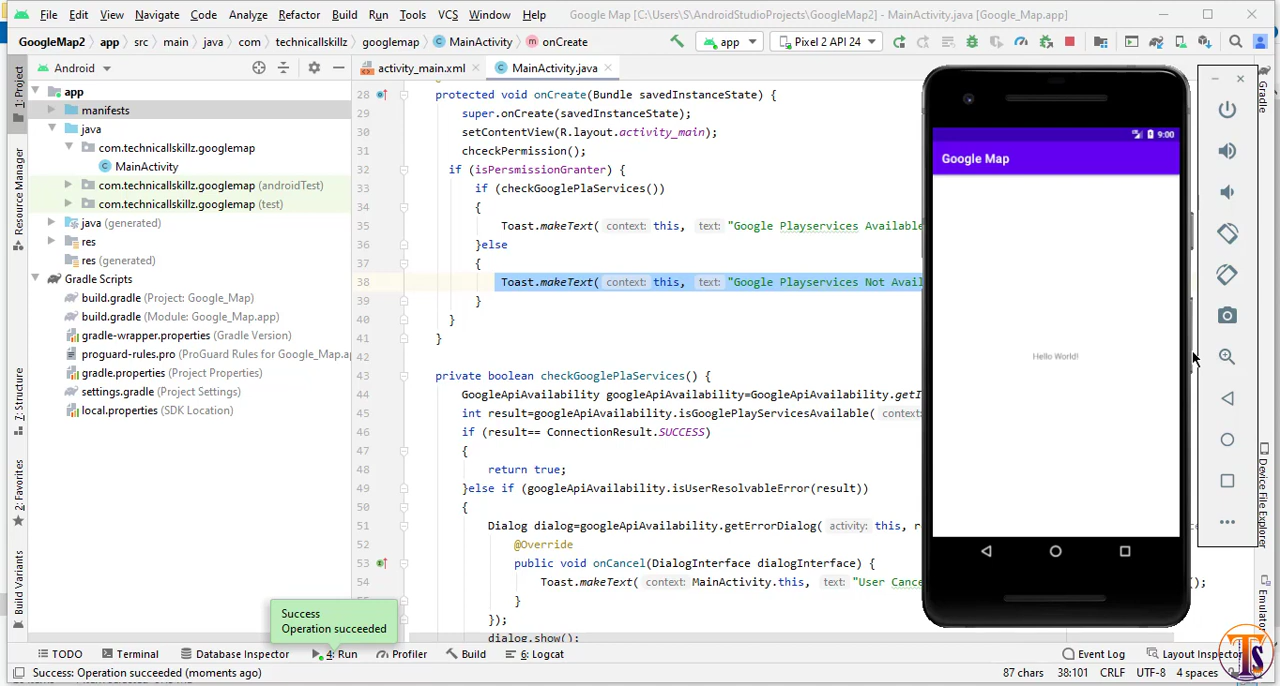 File Edit View Navigate Code Analyze Refactor Build Run Tools VCS Window Help Google Map [C:\Users\S\AndroidStudioProjects\GoogleMap2] - MainActivity.java [Google_Map.app]
GoogleMap2 app src main java com technicallskillz googlemap MainActivity onCreate app Pixel 2 API 24
Android activity_main.xml MainActivity.java
1: Project
Resource Manager
7: Structure
2: Favorites
Build Variants
app
manifests
java
com.technicallskillz.googlemap
MainActivity
com.technicallskillz.googlemap (androidTest)
com.technicallskillz.googlemap (test)
java (generated)
res
res (generated)
Gradle Scripts
build.gradle (Project: Google_Map)
build.gradle (Module: Google_Map.app)
gradle-wrapper.properties (Gradle Version)
proguard-rules.pro (ProGuard Rules for Google_Map.a
gradle.properties (Project Properties)
settings.gradle (Project Settings)
local.properties (SDK Location)
28 protected void onCreate(Bundle savedInstanceState) {
29 super.onCreate(savedInstanceState);
30 setContentView(R.layout.activity_main);
31 chceckPermission();
32 if (isPersmissionGranter) {
33 if (checkGooglePlaServices())
34 {
35 Toast.makeText( context: this, text: "Google Playservices Available
36 }else
37 {
38 Toast.makeText( context: this, text: "Google Playservices Not Avail
39 }
40 }
41 }
42
43 private boolean checkGooglePlaServices() {
44 GoogleApiAvailability googleApiAvailability=GoogleApiAvailability.getI
45 int result=googleApiAvailability.isGooglePlayServicesAvailable( context
46 if (result== ConnectionResult.SUCCESS)
47 {
48 return true;
49 }else if (googleApiAvailability.isUserResolvableError(result))
50 {
51 Dialog dialog=googleApiAvailability.getErrorDialog( activity: this, re
52 @Override
53 public void onCancel(DialogInterface dialogInterface) {
54 Toast.makeText( context: MainActivity.this, text: "User Cance ();
}
});
dialog.show();
9:00
Google Map
Hello World!
Gradle
Device File Explorer
Emulator
Success
Operation succeeded
TODO Terminal Database Inspector 4: Run Profiler Build 6: Logcat Event Log Layout Inspector
Success: Operation succeeded (moments ago) 87 chars 38:101 CRLF UTF-8 4 spaces
TS